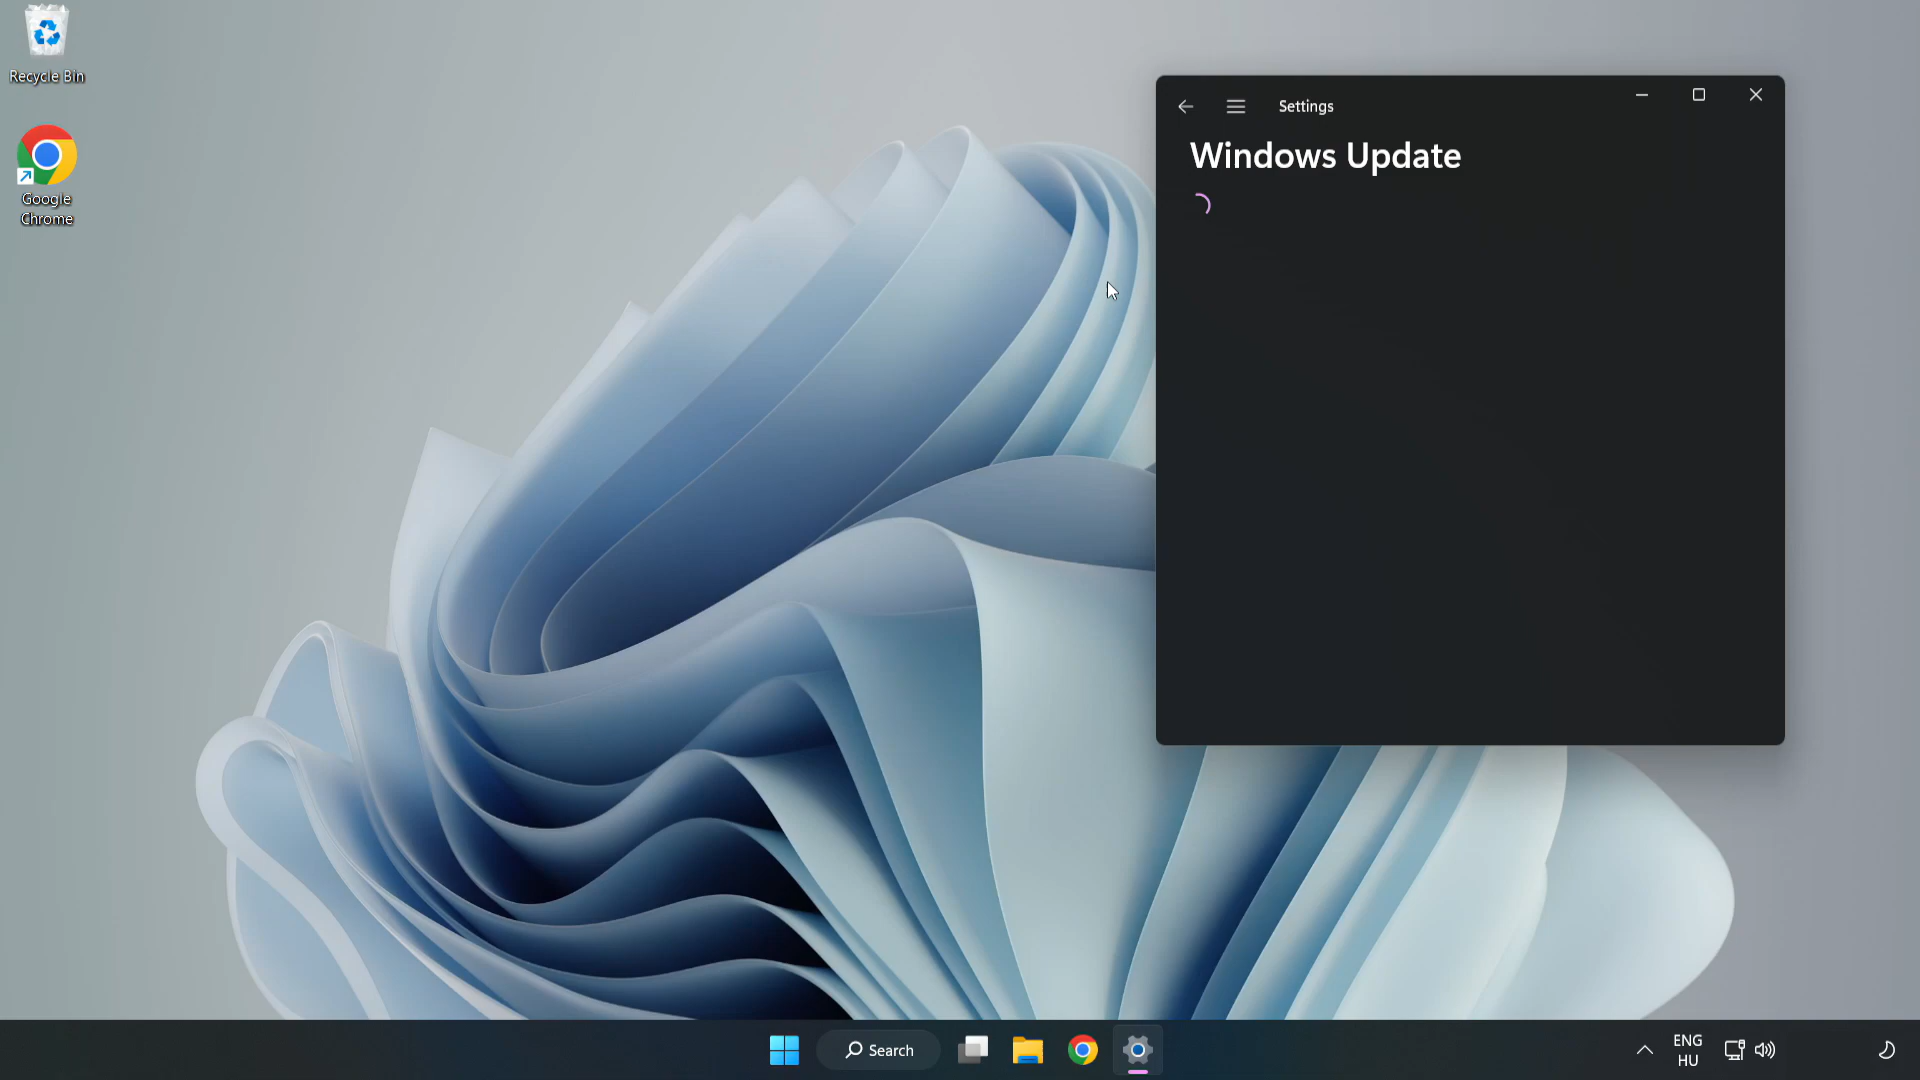 Recycle Bin
Google
Chrome
Settings
Windows Update
Search
ENG
HU